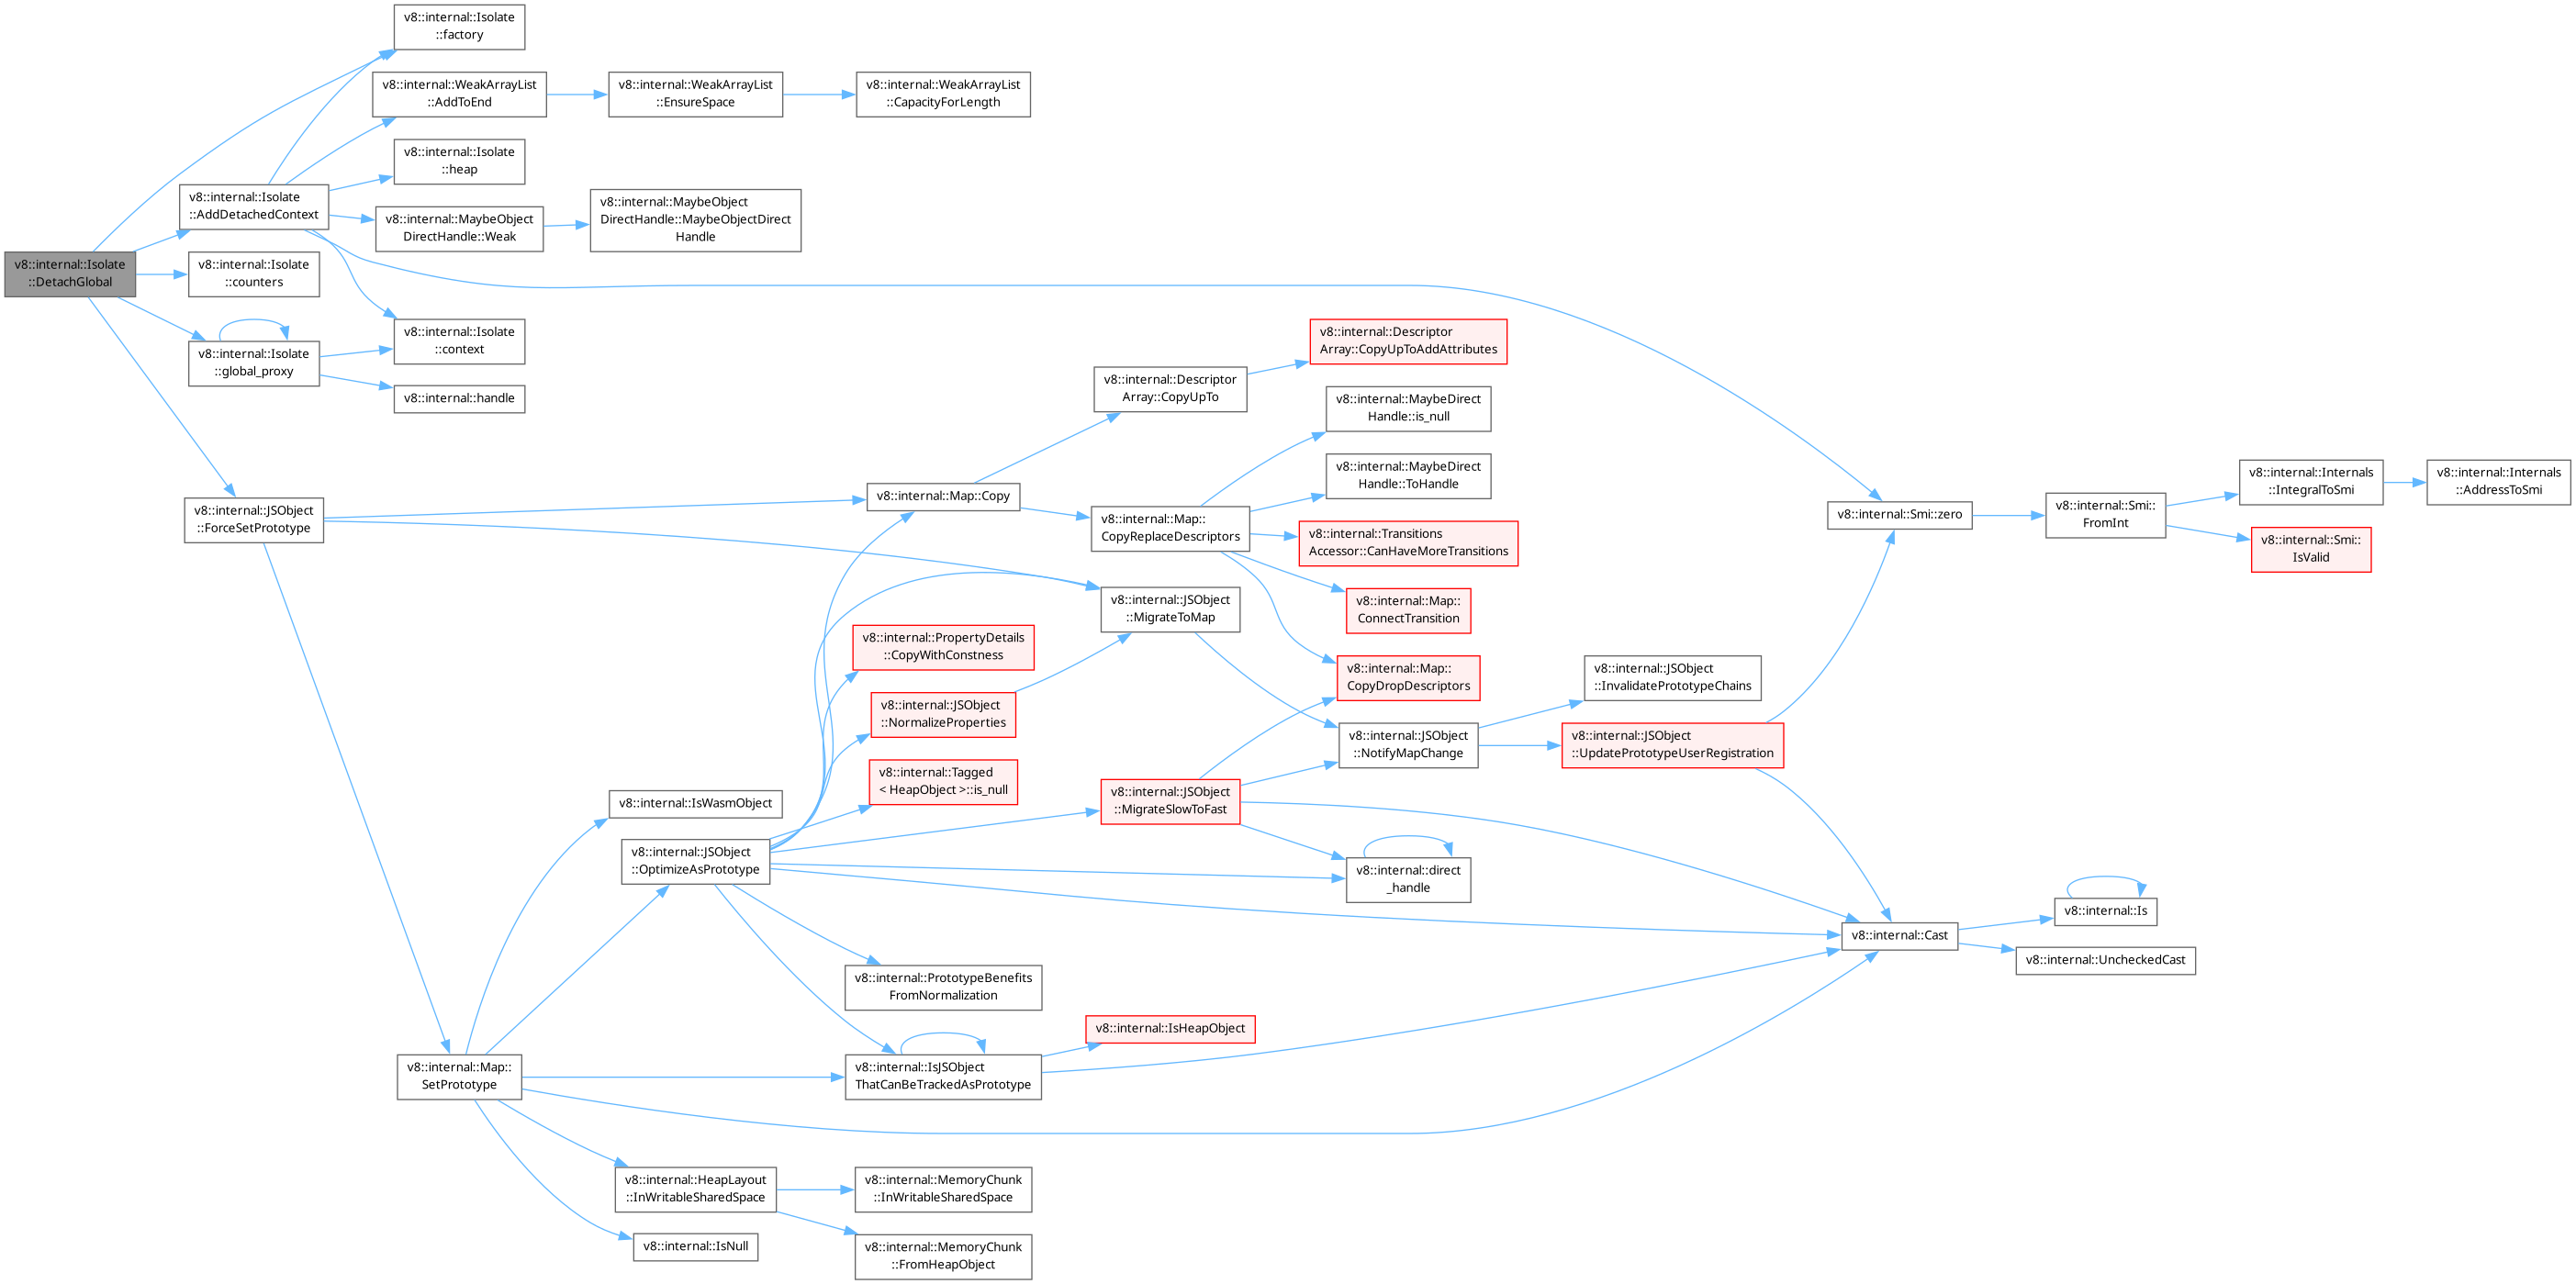 v8::internal::Isolate
::DetachGlobal
v8::internal::Isolate
::factory
v8::internal::Isolate
::AddDetachedContext
v8::internal::WeakArrayList
::AddToEnd
v8::internal::WeakArrayList
::EnsureSpace
v8::internal::WeakArrayList
::CapacityForLength
v8::internal::Isolate
::heap
v8::internal::MaybeObject
DirectHandle::Weak
v8::internal::MaybeObject
DirectHandle::MaybeObjectDirect
Handle
v8::internal::Isolate
::counters
v8::internal::Isolate
::context
v8::internal::Isolate
::global_proxy
v8::internal::handle
v8::internal::JSObject
::ForceSetPrototype
v8::internal::Map::Copy
v8::internal::Descriptor
Array::CopyUpTo
v8::internal::Descriptor
Array::CopyUpToAddAttributes
v8::internal::Map::
CopyReplaceDescriptors
v8::internal::MaybeDirect
Handle::is_null
v8::internal::MaybeDirect
Handle::ToHandle
v8::internal::Transitions
Accessor::CanHaveMoreTransitions
v8::internal::Map::
ConnectTransition
v8::internal::Map::
CopyDropDescriptors
v8::internal::JSObject
::MigrateToMap
v8::internal::PropertyDetails
::CopyWithConstness
v8::internal::JSObject
::NormalizeProperties
v8::internal::Tagged
< HeapObject >::is_null
v8::internal::JSObject
::MigrateSlowToFast
v8::internal::JSObject
::NotifyMapChange
v8::internal::JSObject
::InvalidatePrototypeChains
v8::internal::JSObject
::UpdatePrototypeUserRegistration
v8::internal::Smi::zero
v8::internal::Smi::
FromInt
v8::internal::Internals
::IntegralToSmi
v8::internal::Internals
::AddressToSmi
v8::internal::Smi::
IsValid
v8::internal::IsWasmObject
v8::internal::JSObject
::OptimizeAsPrototype
v8::internal::direct
_handle
v8::internal::Cast
v8::internal::Is
v8::internal::UncheckedCast
v8::internal::PrototypeBenefits
FromNormalization
v8::internal::IsHeapObject
v8::internal::Map::
SetPrototype
v8::internal::IsJSObject
ThatCanBeTrackedAsPrototype
v8::internal::HeapLayout
::InWritableSharedSpace
v8::internal::MemoryChunk
::InWritableSharedSpace
v8::internal::IsNull
v8::internal::MemoryChunk
::FromHeapObject